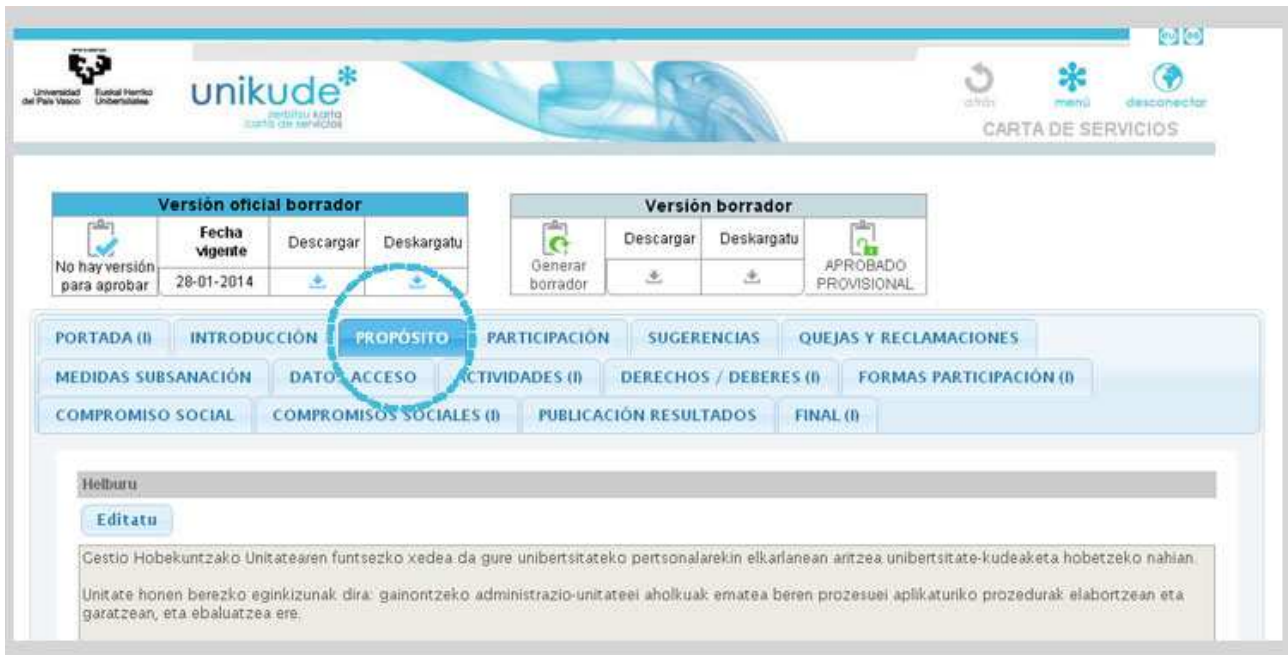 eu es
Universidad del País Vasco
Euskal Herriko Unibertsitatea
unikude*
zerbitzu karta
carta de servicios
atrás
menú
desconectar
CARTA DE SERVICIOS
Versión oficial borrador
No hay versión para aprobar
Fecha vigente
Descargar
Deskargatu
28-01-2014
Versión borrador
Generar borrador
Descargar
Deskargatu
APROBADO PROVISIONAL
PORTADA (I) INTRODUCCIÓN PROPÓSITO PARTICIPACIÓN SUGERENCIAS QUEJAS Y RECLAMACIONES
MEDIDAS SUBSANACIÓN DATOS ACCESO ACTIVIDADES (I) DERECHOS / DEBERES (I) FORMAS PARTICIPACIÓN (I)
COMPROMISO SOCIAL COMPROMISOS SOCIALES (I) PUBLICACIÓN RESULTADOS FINAL (I)
Helburu
Editatu
Gestio Hobekuntzako Unitatearen funtsezko xedea da gure unibertsitateko pertsonalarekin elkarlanean aritzea unibertsitate-kudeaketa hobetzeko nahian.
Unitate honen berezko eginkizunak dira: gainontzeko administrazio-unitateei aholkuak ematea beren prozesuei aplikaturiko prozedurak elabortzean eta
garatzean, eta ebaluatzea ere.